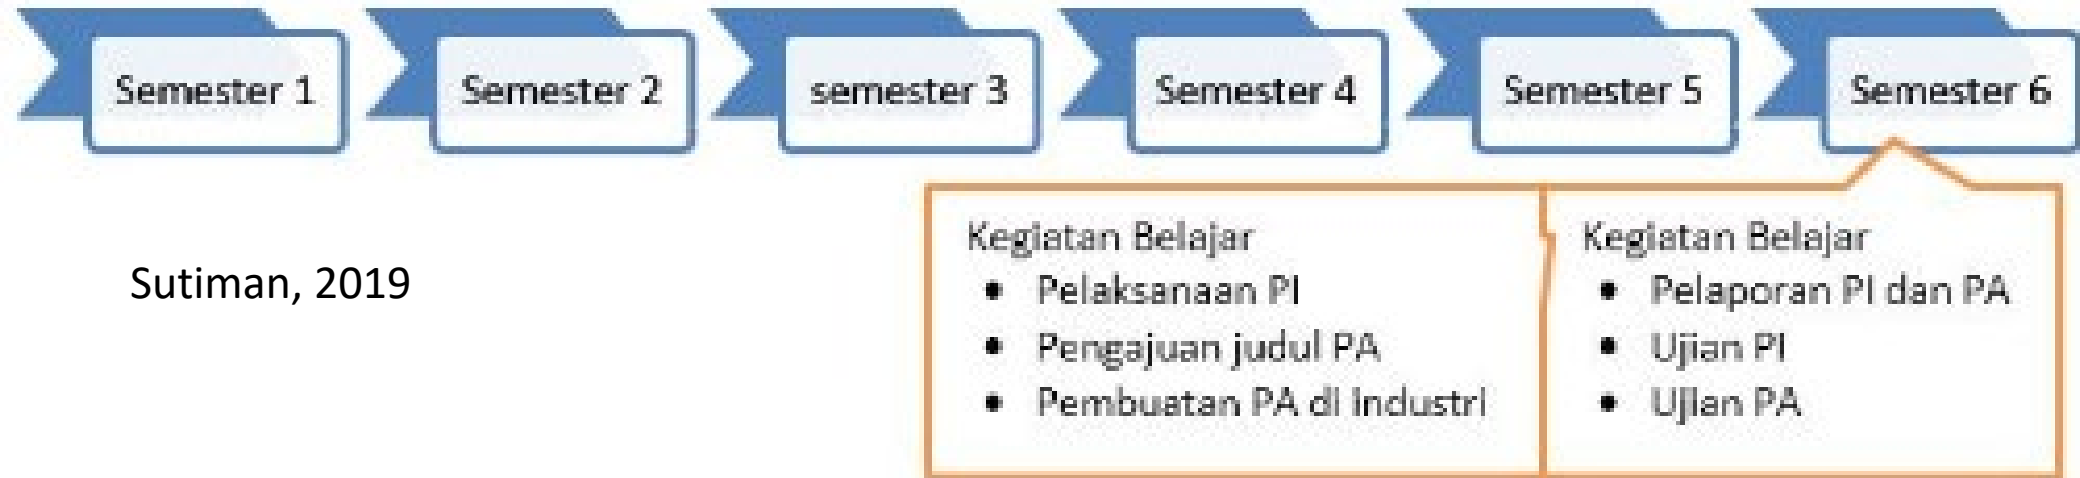 Semester 1
Semester 2
semester 3
Semester 4
Semester 5
Semester 6
Sutiman, 2019
Kegiatan Belajar
• Pelaksanaan PI
• Pengajuan judul PA
• Pembuatan PA di industri
Kegiatan Belajar
• Pelaporan PI dan PA
• Ujian PI
• Ujian PA